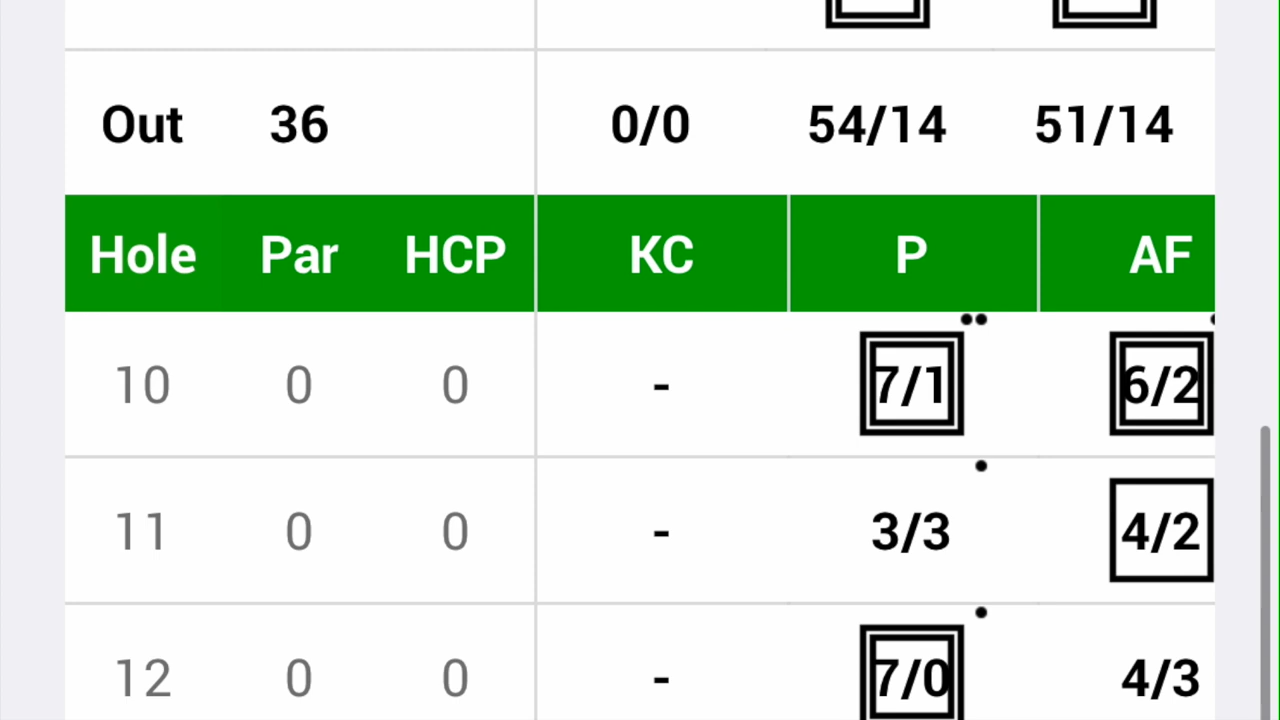 Out 36 0/0 54/14 51/14
Hole Par HCP KC P AF
10 0 0 - 7/1 6/2
11 0 0 - 3/3 4/2
12 0 0 - 7/0 4/3